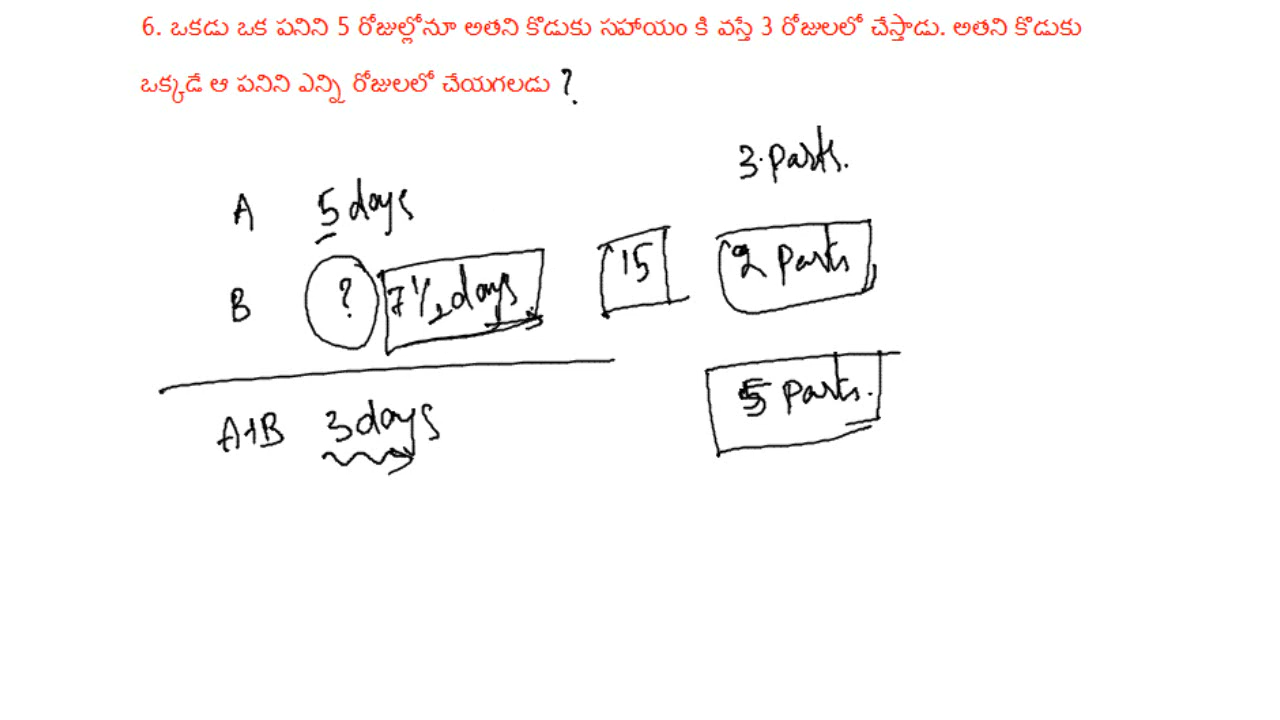 6. ఒకడు ఒక పనిని 5 రోజుల్లోనూ అతని కొడుకు సహాయం కి వస్తే 3 రోజులలో చేస్తాడు. అతని కొడుకు
ఒక్కడే ఆ పనిని ఎన్ని రోజులలో చేయగలడు ?
3 parts.
A 5 days
B ? 7 1/2 days 15 2 parts
A+B 3 days 5 parts.